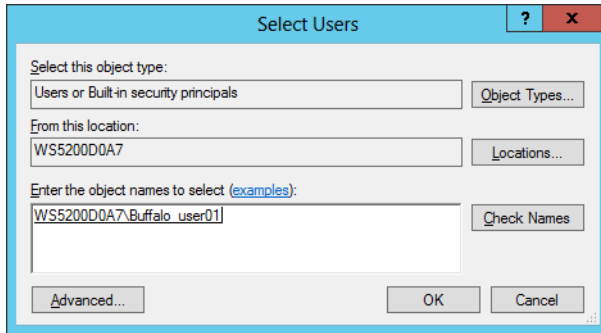 Select Users
? x
Select this object type:
Users or Built-in security principals
Object Types...
From this location:
WS5200D0A7
Locations...
Enter the object names to select (examples):
WS5200D0A7\Buffalo_user01
Check Names
Advanced...
OK
Cancel